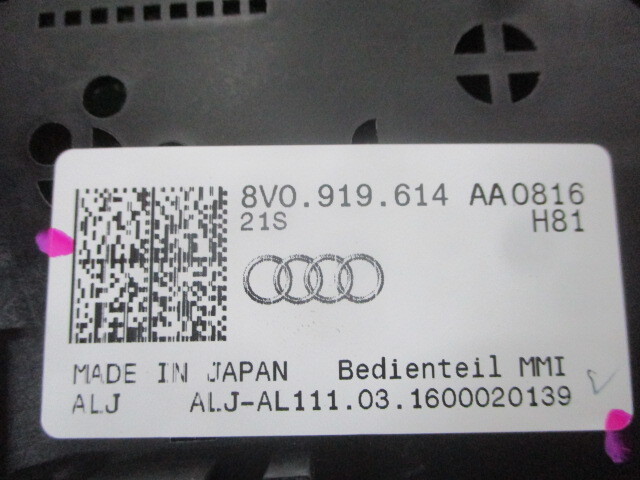 8V0.919.614 AA0816
21S H81
MADE IN JAPAN Bedienteil MMI
ALJ ALJ-AL111.03.1600020139